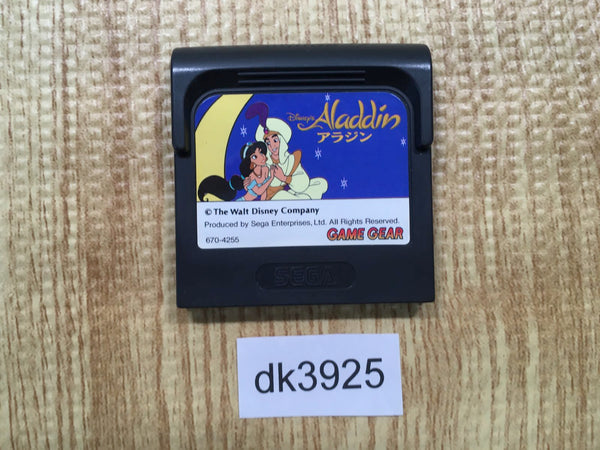 Disney's Aladdin
アラジン
© The Walt Disney Company
Produced by Sega Enterprises, Ltd. All Rights Reserved.
670-4255 GAME GEAR
SEGA
dk3925